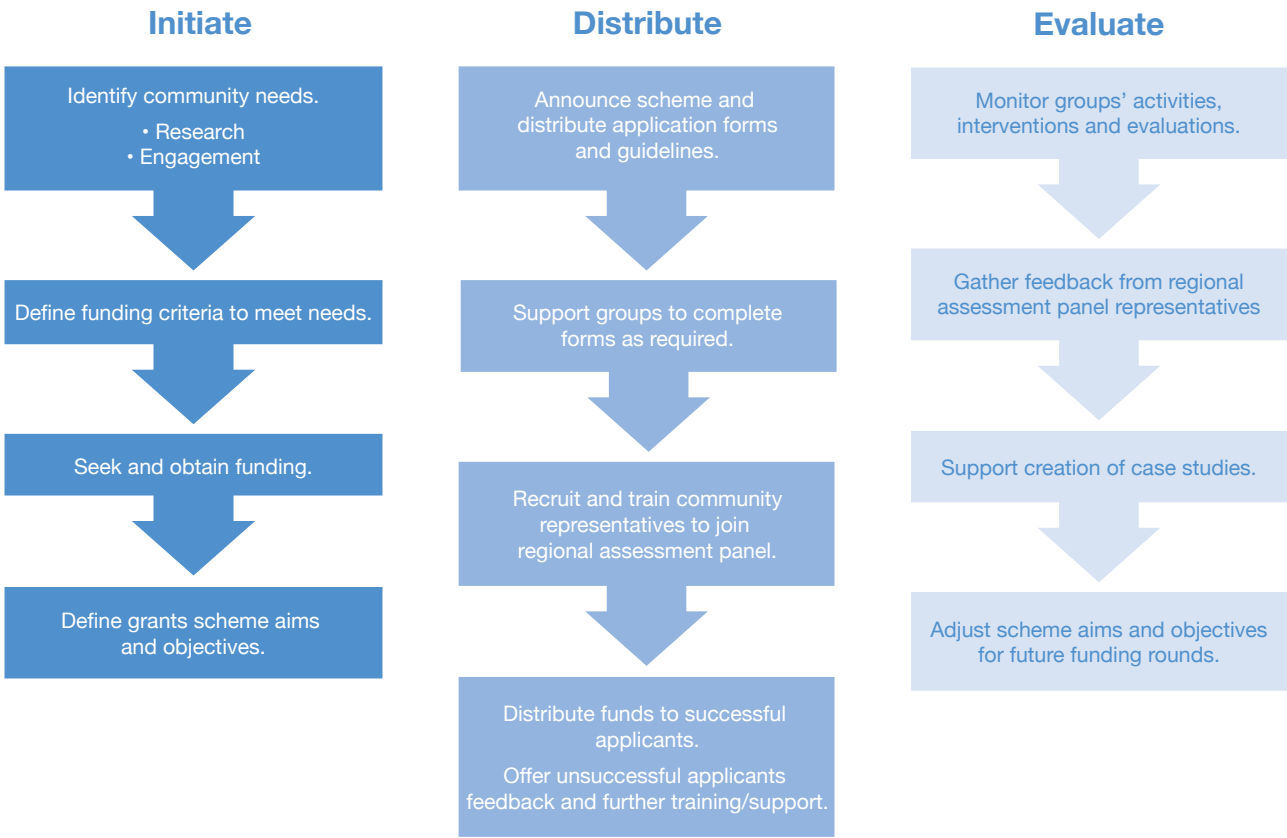 Initiate
Identify community needs.
• Research
• Engagement
Define funding criteria to meet needs.
Seek and obtain funding.
Define grants scheme aims
and objectives.
Distribute
Announce scheme and
distribute application forms
and guidelines.
Support groups to complete
forms as required.
Recruit and train community
representatives to join
regional assessment panel.
Distribute funds to successful
applicants.
Offer unsuccessful applicants
feedback and further training/support.
Evaluate
Monitor groups’ activities,
interventions and evaluations.
Gather feedback from regional
assessment panel representatives
Support creation of case studies.
Adjust scheme aims and objectives
for future funding rounds.